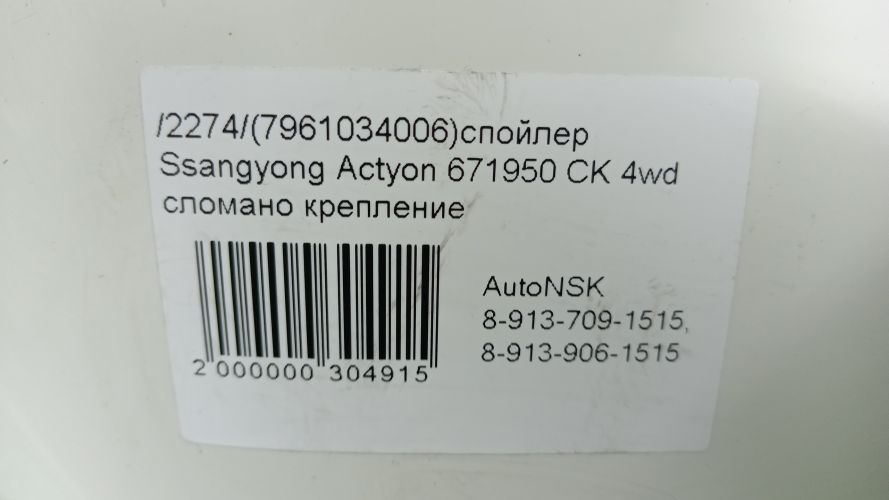 /2274/(7961034006)спойлер
Ssangyong Actyon 671950 CK 4wd
сломано крепление
AutoNSK
8-913-709-1515,
8-913-906-1515
2 000000 304915